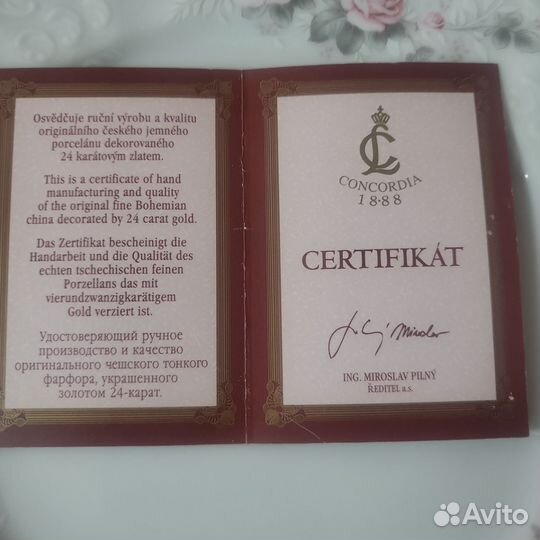 Osvědčuje ruční výrobu a kvalitu
originálního českého jemného
porcelánu dekorovaného
24 karátovým zlatem.
This is a certificate of hand
manufacturing and quality
of the original fine Bohemian
china decorated by 24 carat gold.
Das Zertifikat bescheinigt die
Handarbeit und die Qualität des
echten tschechischen feinen
Porzellans das mit
vierundzwanzigkarätigem
Gold verziert ist.
Удостоверяющий ручное
производство и качество
оригинального чешского тонкого
фарфора, украшенного
золотом 24-карат.
CL
CONCORDIA
1888
CERTIFIKÁT
ING. MIROSLAV PILNÝ
ŘEDITEL a.s.
Avito